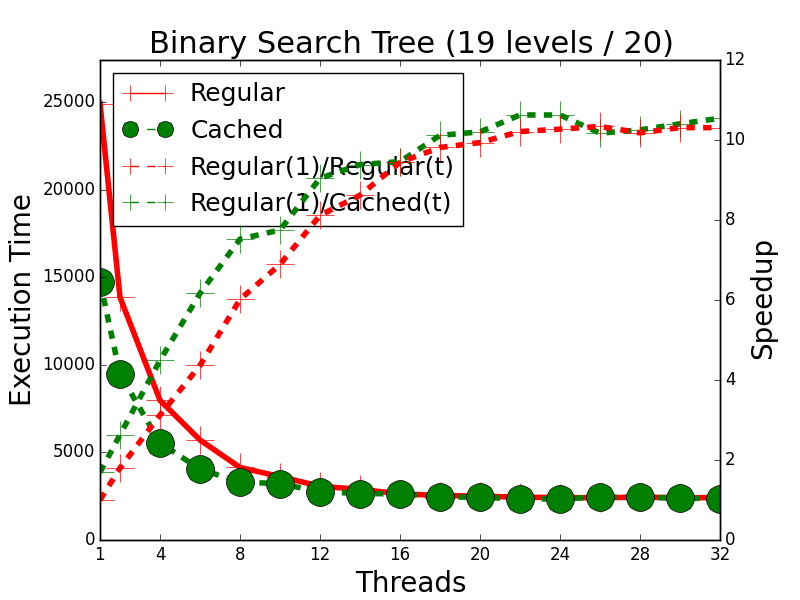 Binary Search Tree (19 levels / 20)
Regular
Cached
Regular(1)/Regular(t)
Regular(1)/Cached(t)
Execution Time
25000
20000
15000
10000
5000
0
Speedup
12
10
8
6
4
2
0
1 4 8 12 16 20 24 28 32
Threads